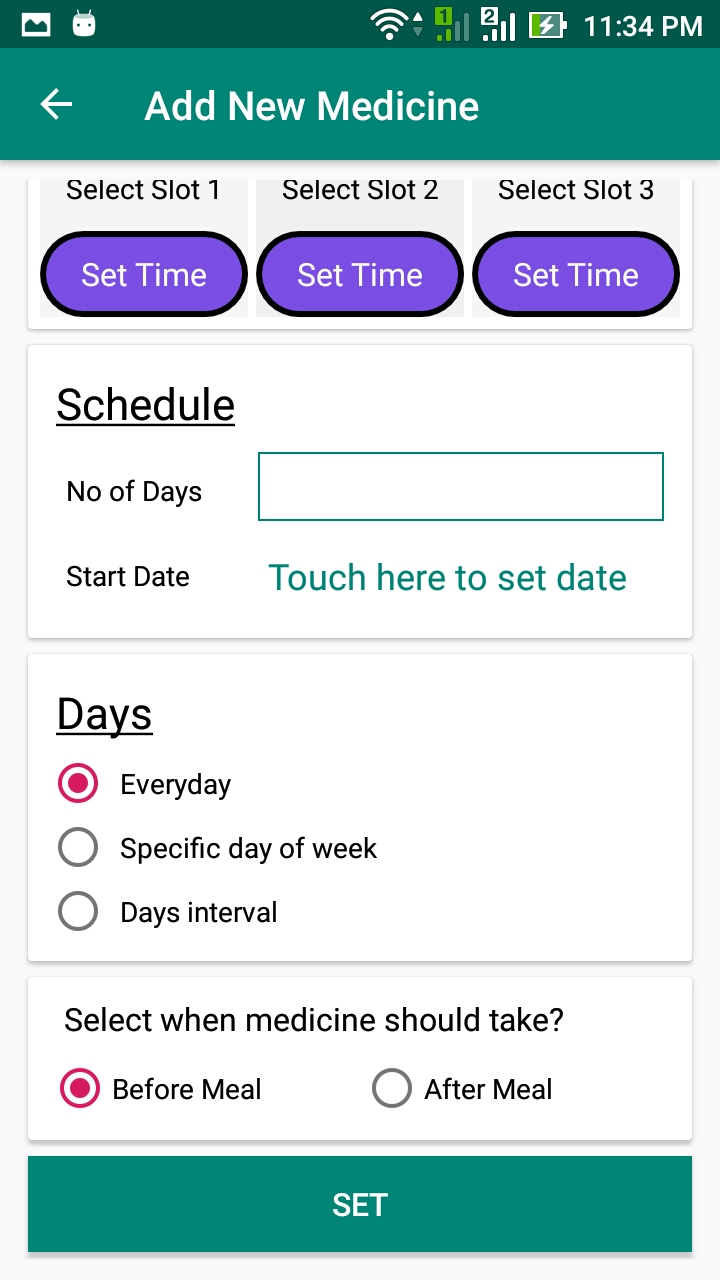 1 2 11:34 PM
Add New Medicine
Select Slot 1 Select Slot 2 Select Slot 3
Set Time Set Time Set Time
Schedule
No of Days
Start Date Touch here to set date
Days
Everyday
Specific day of week
Days interval
Select when medicine should take?
Before Meal After Meal
SET